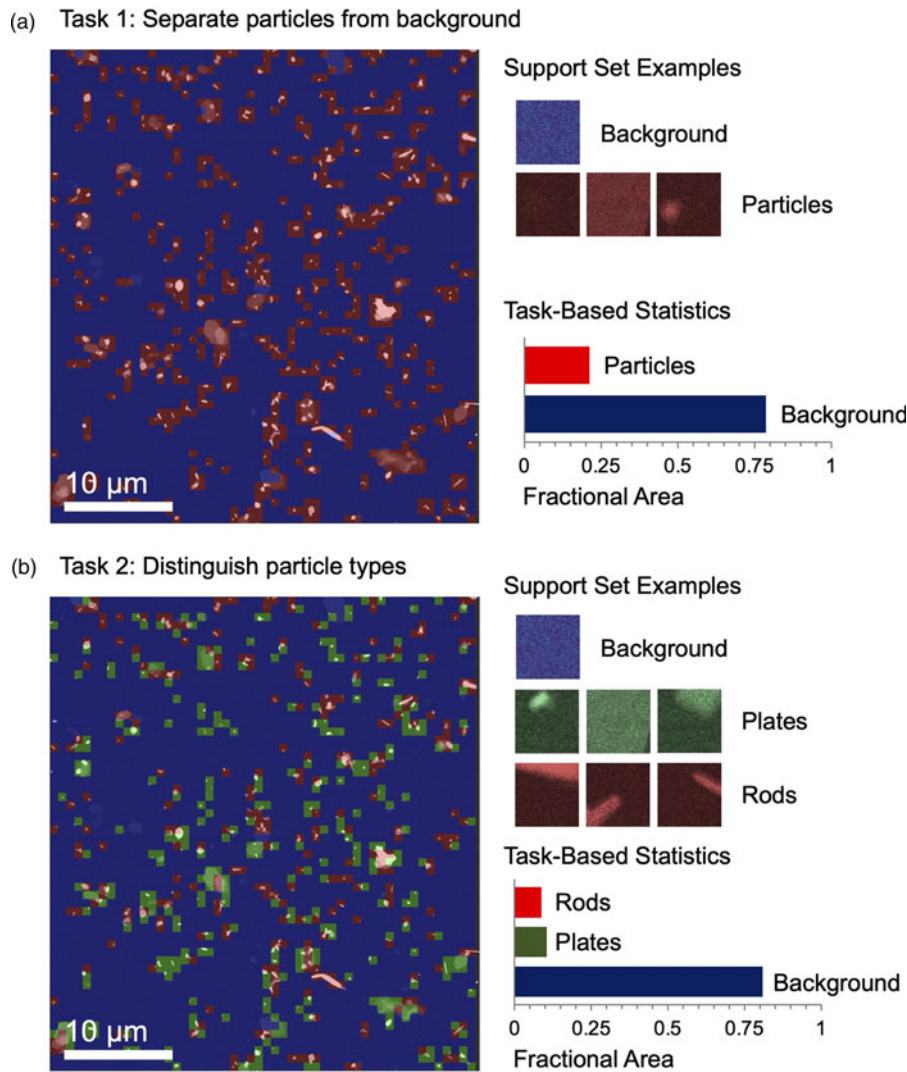 (a) Task 1: Separate particles from background
Support Set Examples
Background
Particles
Task-Based Statistics
Particles
Background
0 0.25 0.5 0.75 1
Fractional Area
10 µm
(b) Task 2: Distinguish particle types
Support Set Examples
Background
Plates
Rods
Task-Based Statistics
Rods
Plates
Background
0 0.25 0.5 0.75 1
Fractional Area
10 µm